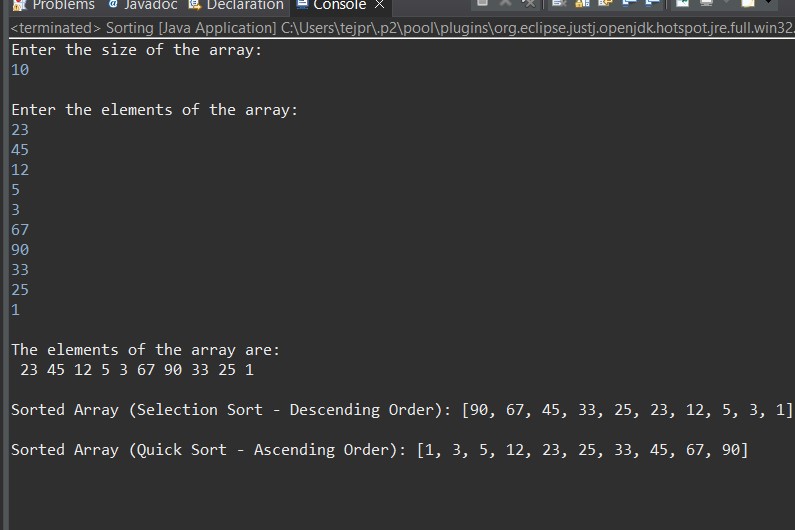 Problems @ Javadoc Declaration Console
<terminated> Sorting [Java Application] C:\Users\tejpr\.p2\pool\plugins\org.eclipse.justj.openjdk.hotspot.jre.full.win32.
Enter the size of the array:
10
Enter the elements of the array:
23
45
12
5
3
67
90
33
25
1
The elements of the array are:
23 45 12 5 3 67 90 33 25 1
Sorted Array (Selection Sort - Descending Order): [90, 67, 45, 33, 25, 23, 12, 5, 3, 1]
Sorted Array (Quick Sort - Ascending Order): [1, 3, 5, 12, 23, 25, 33, 45, 67, 90]